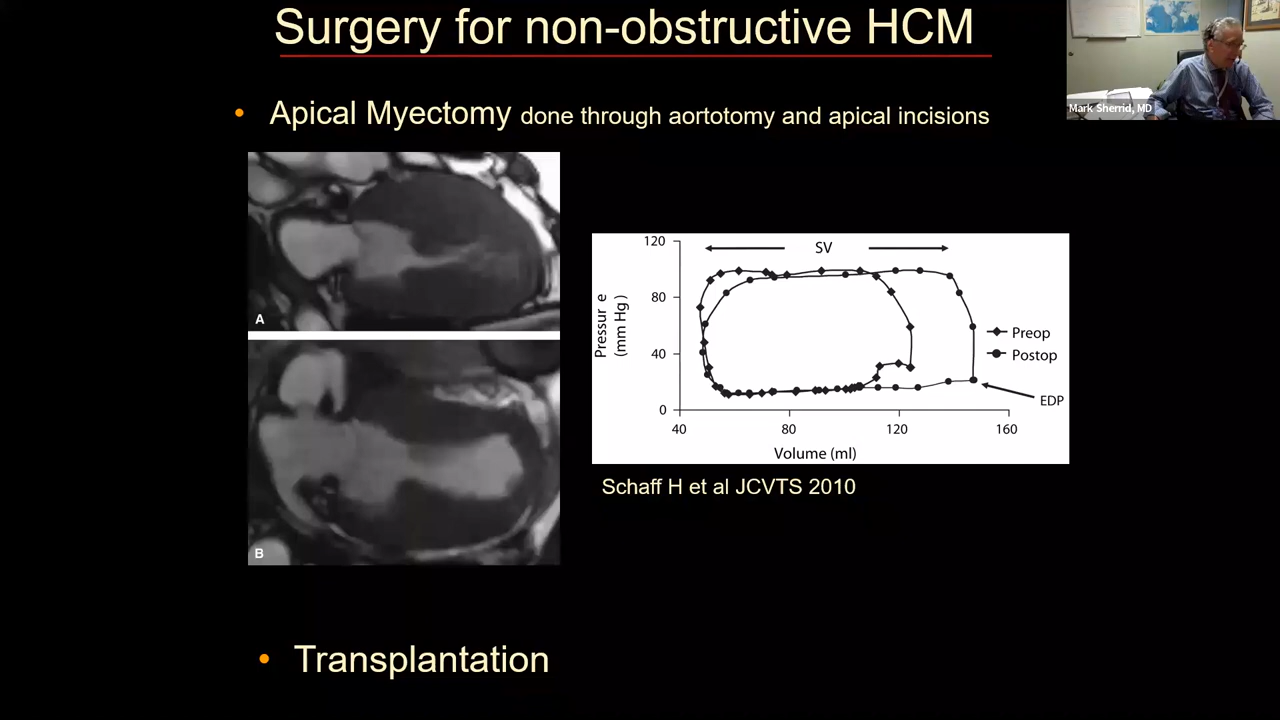 Surgery for non-obstructive HCM
Mark Sherrid, MD
• Apical Myectomy done through aortotomy and apical incisions
A
B
120
80
40
0
Pressur e
(mm Hg)
SV
Preop
Postop
EDP
40 80 120 160
Volume (ml)
Schaff H et al JCVTS 2010
• Transplantation